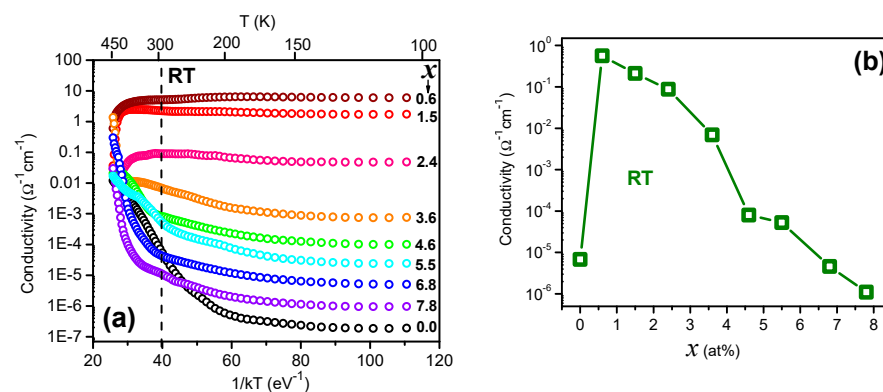 T (K)
450 300 200 150 100
100
10
1
0.1
0.01
1E-3
1E-4
1E-5
1E-6
1E-7
Conductivity (Ω⁻¹cm⁻¹)
RT
x
0.6
1.5
2.4
3.6
4.6
5.5
6.8
7.8
0.0
(a)
20 40 60 80 100 120
1/kT (eV⁻¹)
(b)
10⁰
10⁻¹
10⁻²
10⁻³
10⁻⁴
10⁻⁵
10⁻⁶
Conductivity (Ω⁻¹cm⁻¹)
RT
0 1 2 3 4 5 6 7 8
x (at%)